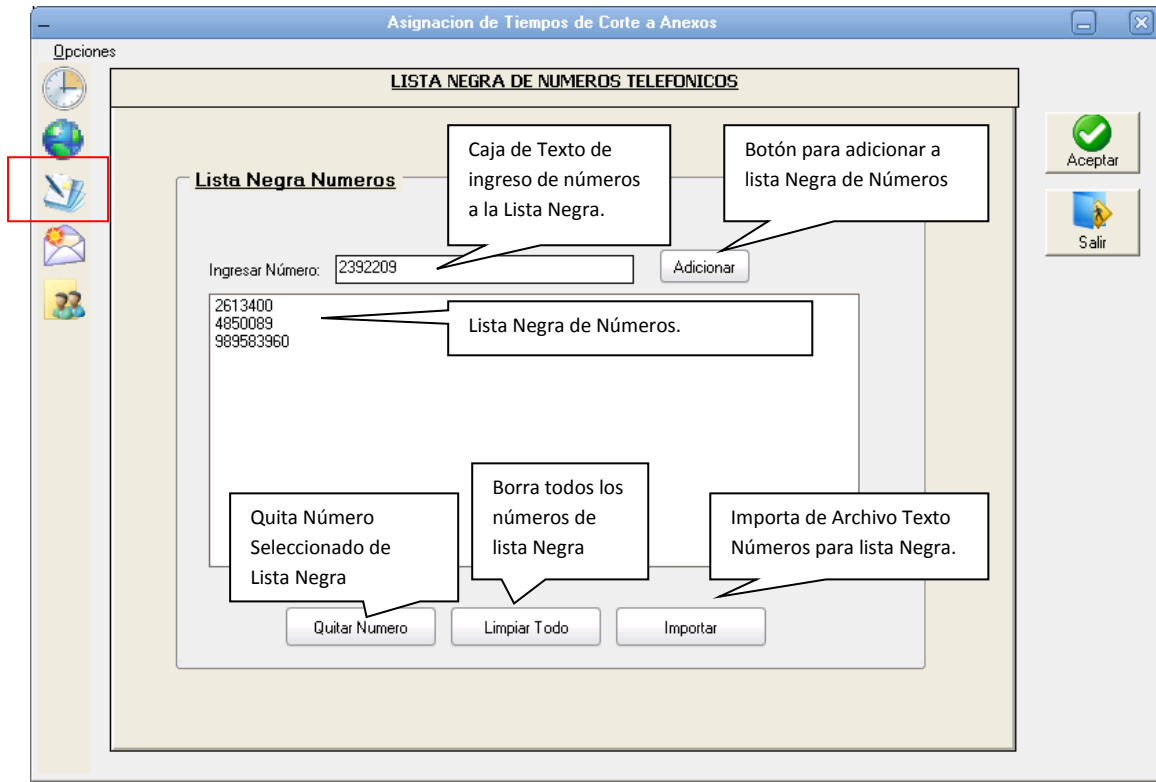 Asignacion de Tiempos de Corte a Anexos
Opciones
LISTA NEGRA DE NUMEROS TELEFONICOS
Caja de Texto de
ingreso de números
a la Lista Negra.
Botón para adicionar a
lista Negra de Números
Aceptar
Salir
Lista Negra Numeros
Ingresar Número:
2392209
Adicionar
2613400
4850089
989583960
Lista Negra de Números.
Quita Número
Seleccionado de
Lista Negra
Borra todos los
números de
lista Negra
Importa de Archivo Texto
Números para lista Negra.
Quitar Numero
Limpiar Todo
Importar